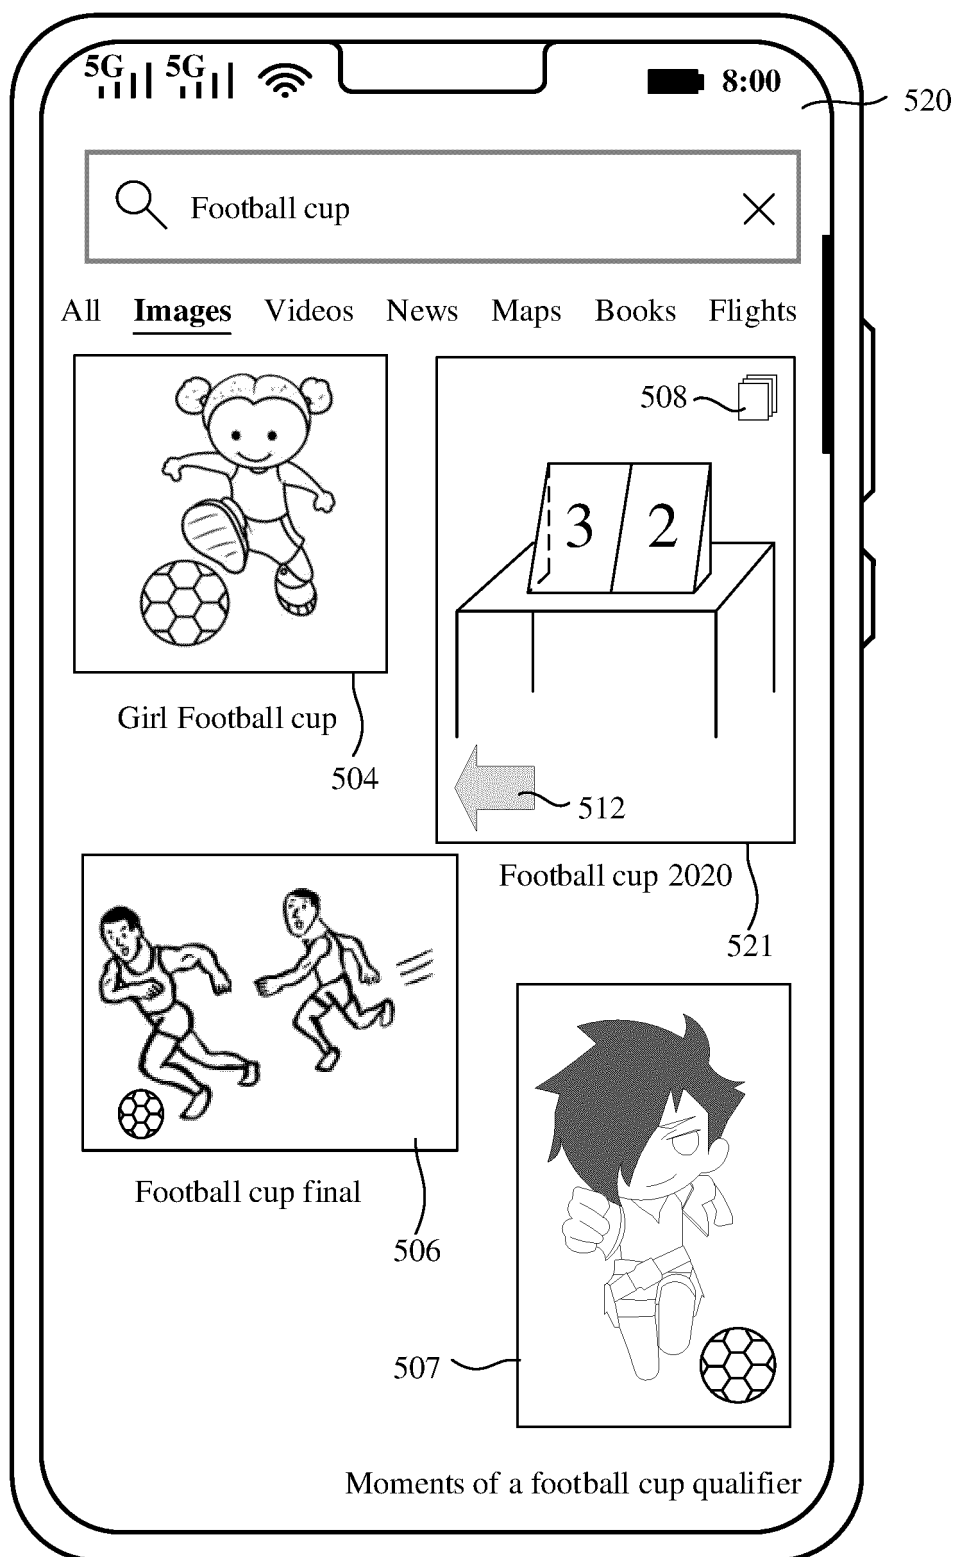 5G 5G 8:00
520
Football cup
All Images Videos News Maps Books Flights
508
3 2
Girl Football cup
504
512
Football cup 2020
521
Football cup final
506
507
Moments of a football cup qualifier